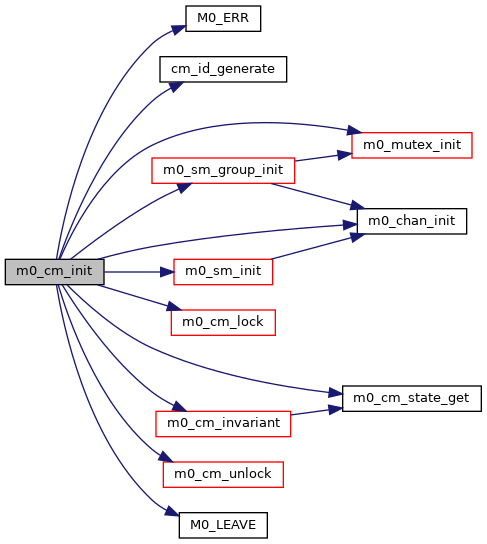 M0_ERR
cm_id_generate
m0_mutex_init
m0_sm_group_init
m0_chan_init
m0_cm_init
m0_sm_init
m0_cm_lock
m0_cm_state_get
m0_cm_invariant
m0_cm_unlock
M0_LEAVE